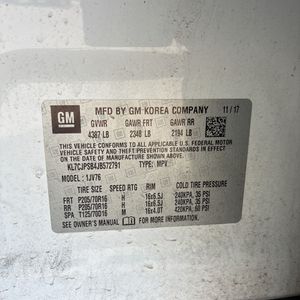 GM
MFD BY GM KOREA COMPANY 11 / 17
GVWR GAWR FRT GAWR RR
4387 LB 2348 LB 2194 LB
THIS VEHICLE CONFORMS TO ALL APPLICABLE U.S. FEDERAL MOTOR
VEHICLE SAFETY AND THEFT PREVENTION STANDARDS IN EFFECT ON
THE DATE OF MANUFACTURE SHOWN ABOVE.
KL7CJPSB4JB572791 TYPE: MPV
1JV76
TIRE SIZE SPEED RTG RIM COLD TIRE PRESSURE
FRT P205/70R16 H 16x6.5J 240KPA, 35 PSI
RR P205/70R16 H 16x6.5J 240KPA, 35 PSI
SPA T125/70D16 M 16x4.0T 420KPA, 60 PSI
SEE OWNER'S MANUAL FOR MORE INFORMATION.